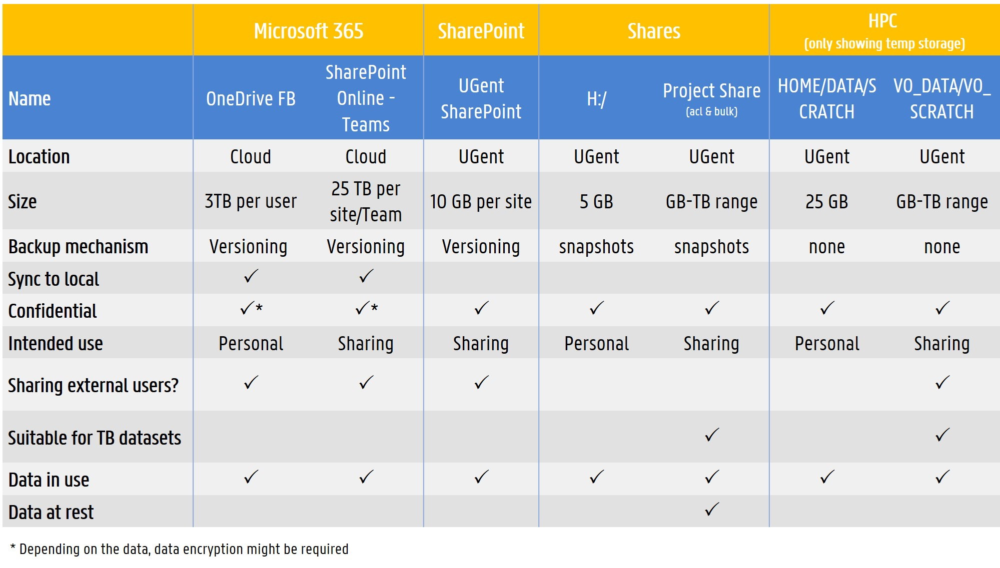 Microsoft 365 SharePoint Shares HPC
(only showing temp storage)
Name OneDrive FB SharePoint Online - Teams UGent SharePoint H:/ Project Share (acl & bulk) HOME/DATA/SCRATCH VO_DATA/VO_SCRATCH
Location Cloud Cloud UGent UGent UGent UGent UGent
Size 3TB per user 25 TB per site/Team 10 GB per site 5 GB GB-TB range 25 GB GB-TB range
Backup mechanism Versioning Versioning Versioning snapshots snapshots none none
Sync to local ✓ ✓
Confidential ✓* ✓* ✓ ✓ ✓ ✓ ✓
Intended use Personal Sharing Sharing Personal Sharing Personal Sharing
Sharing external users? ✓ ✓ ✓ ✓
Suitable for TB datasets ✓ ✓
Data in use ✓ ✓ ✓ ✓ ✓ ✓ ✓
Data at rest ✓
* Depending on the data, data encryption might be required